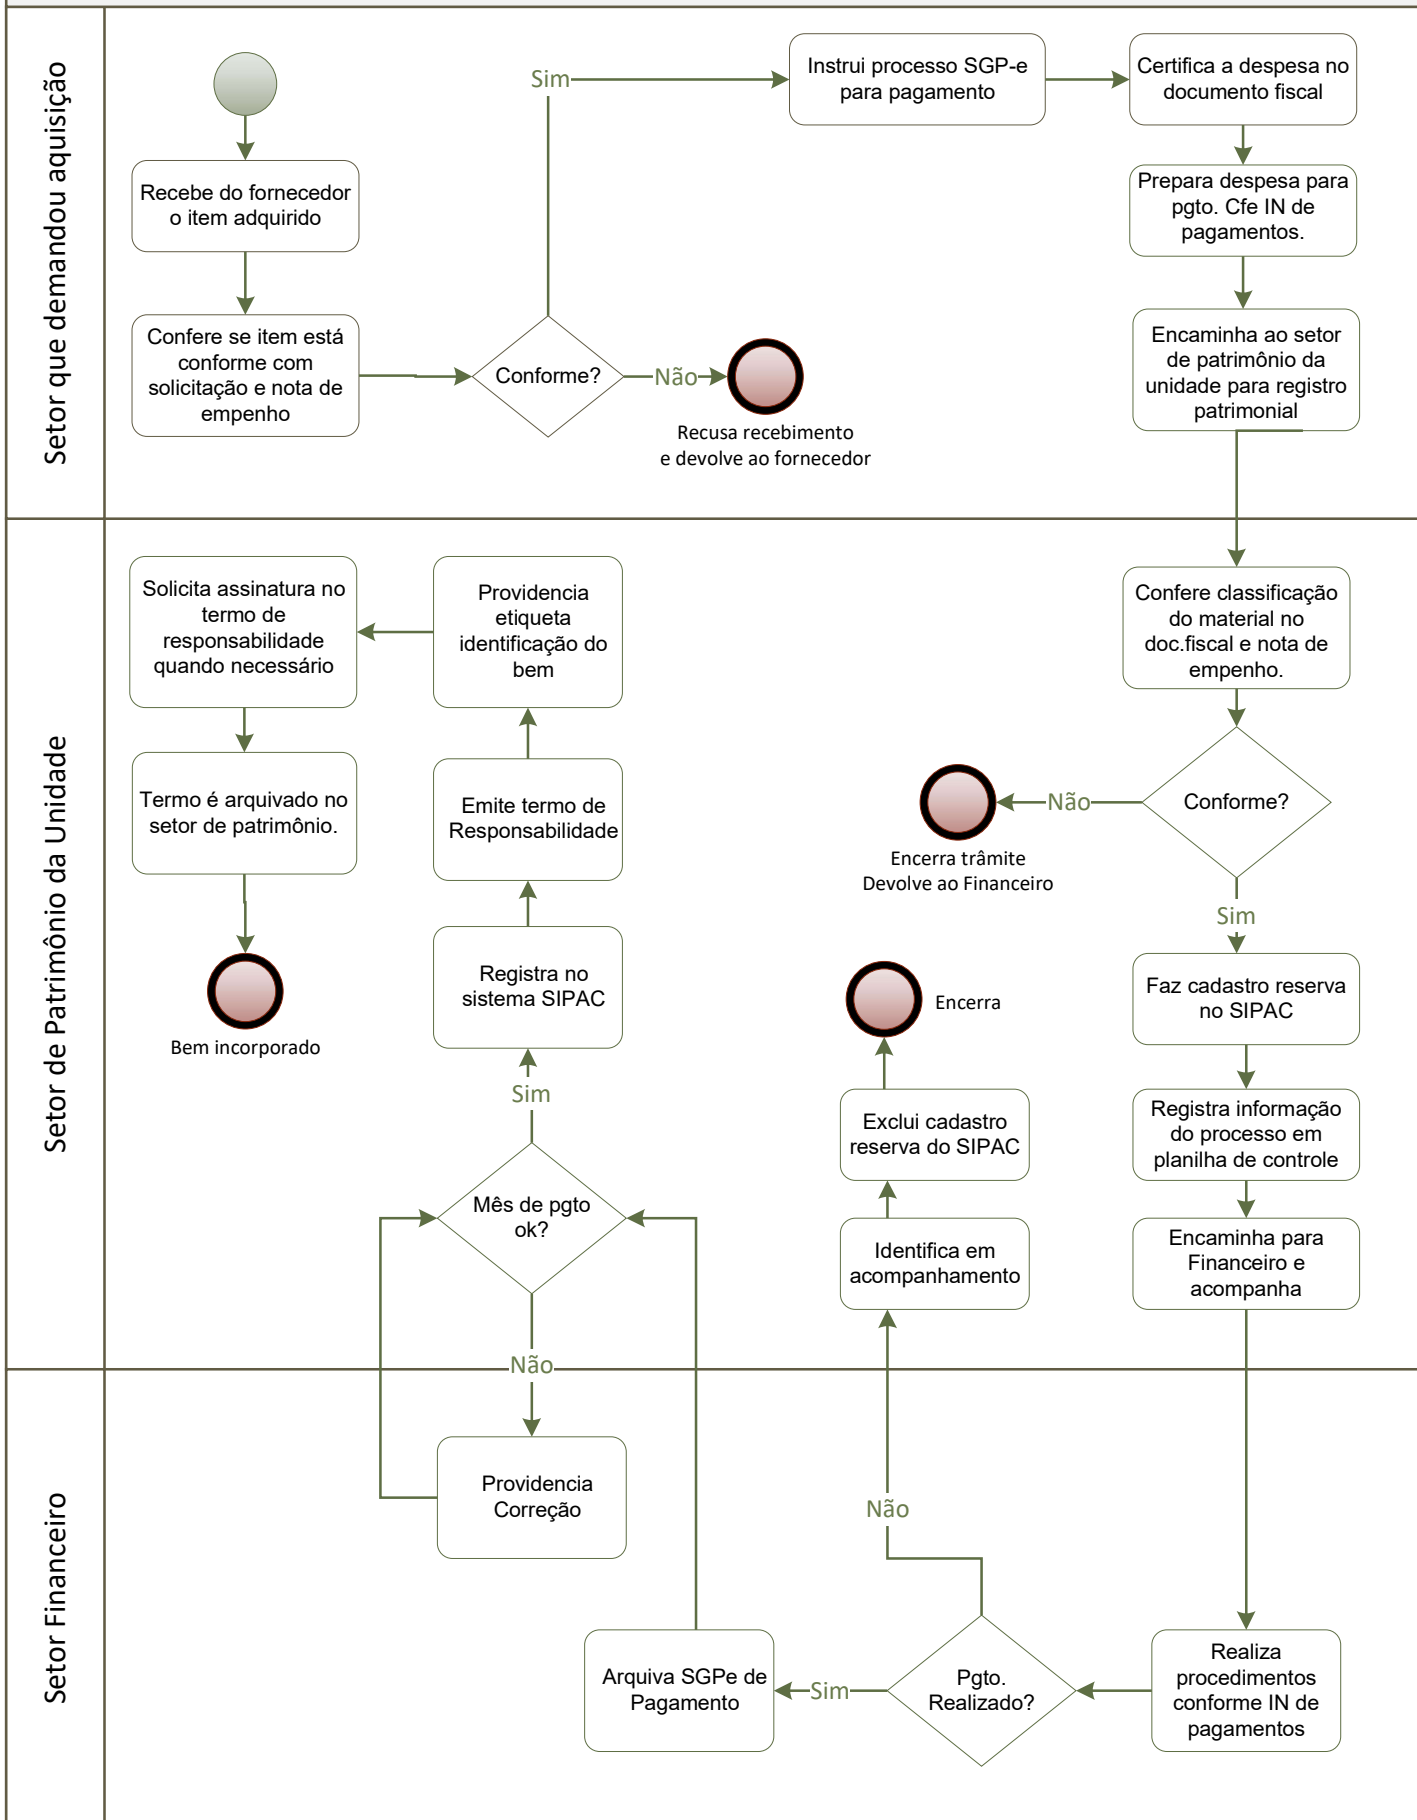 Setor que demandou aquisição
Recebe do fornecedor
o item adquirido
Confere se item está
conforme com
solicitação e nota de
empenho
Conforme?
Sim
Não
Recusa recebimento
e devolve ao fornecedor
Instrui processo SGP-e
para pagamento
Certifica a despesa no
documento fiscal
Prepara despesa para
pgto. Cfe IN de
pagamentos.
Encaminha ao setor
de patrimônio da
unidade para registro
patrimonial
Setor de Patrimônio da Unidade
Confere classificação
do material no
doc.fiscal e nota de
empenho.
Conforme?
Não
Encerra trâmite
Devolve ao Financeiro
Sim
Faz cadastro reserva
no SIPAC
Registra informação
do processo em
planilha de controle
Encaminha para
Financeiro e
acompanha
Encerra
Exclui cadastro
reserva do SIPAC
Identifica em
acompanhamento
Solicita assinatura no
termo de
responsabilidade
quando necessário
Providencia
etiqueta
identificação do
bem
Termo é arquivado no
setor de patrimônio.
Emite termo de
Responsabilidade
Bem incorporado
Registra no
sistema SIPAC
Sim
Mês de pgto
ok?
Não
Setor Financeiro
Providencia
Correção
Não
Arquiva SGPe de
Pagamento
Sim
Pgto.
Realizado?
Realiza
procedimentos
conforme IN de
pagamentos